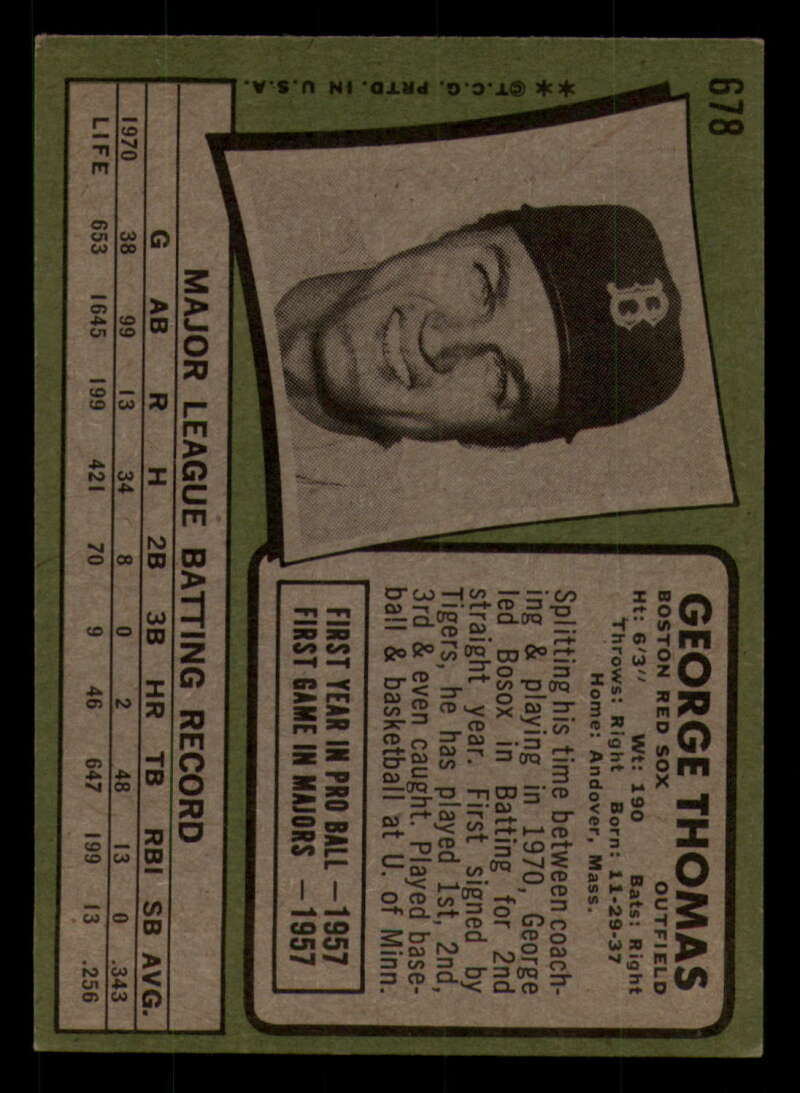 678
** ©T.C.G. PRTD. IN U.S.A.
B
GEORGE THOMAS
BOSTON RED SOX OUTFIELD
Ht: 6'3" Wt: 190 Bats: Right
Throws: Right Born: 11-29-37
Home: Andover, Mass.
Splitting his time between coach-
ing & playing in 1970, George
led Bosox in Batting for 2nd
straight year. First signed by
Tigers, he has played 1st, 2nd,
3rd & even caught. Played base-
ball & basketball at U. of Minn.
FIRST YEAR IN PRO BALL —1957
FIRST GAME IN MAJORS —1957
MAJOR LEAGUE BATTING RECORD
G AB R H 2B 3B HR TB RBI SB AVG.
1970 38 99 13 34 8 0 2 48 13 0 .343
LIFE 653 1645 199 421 70 9 46 647 199 13 .256